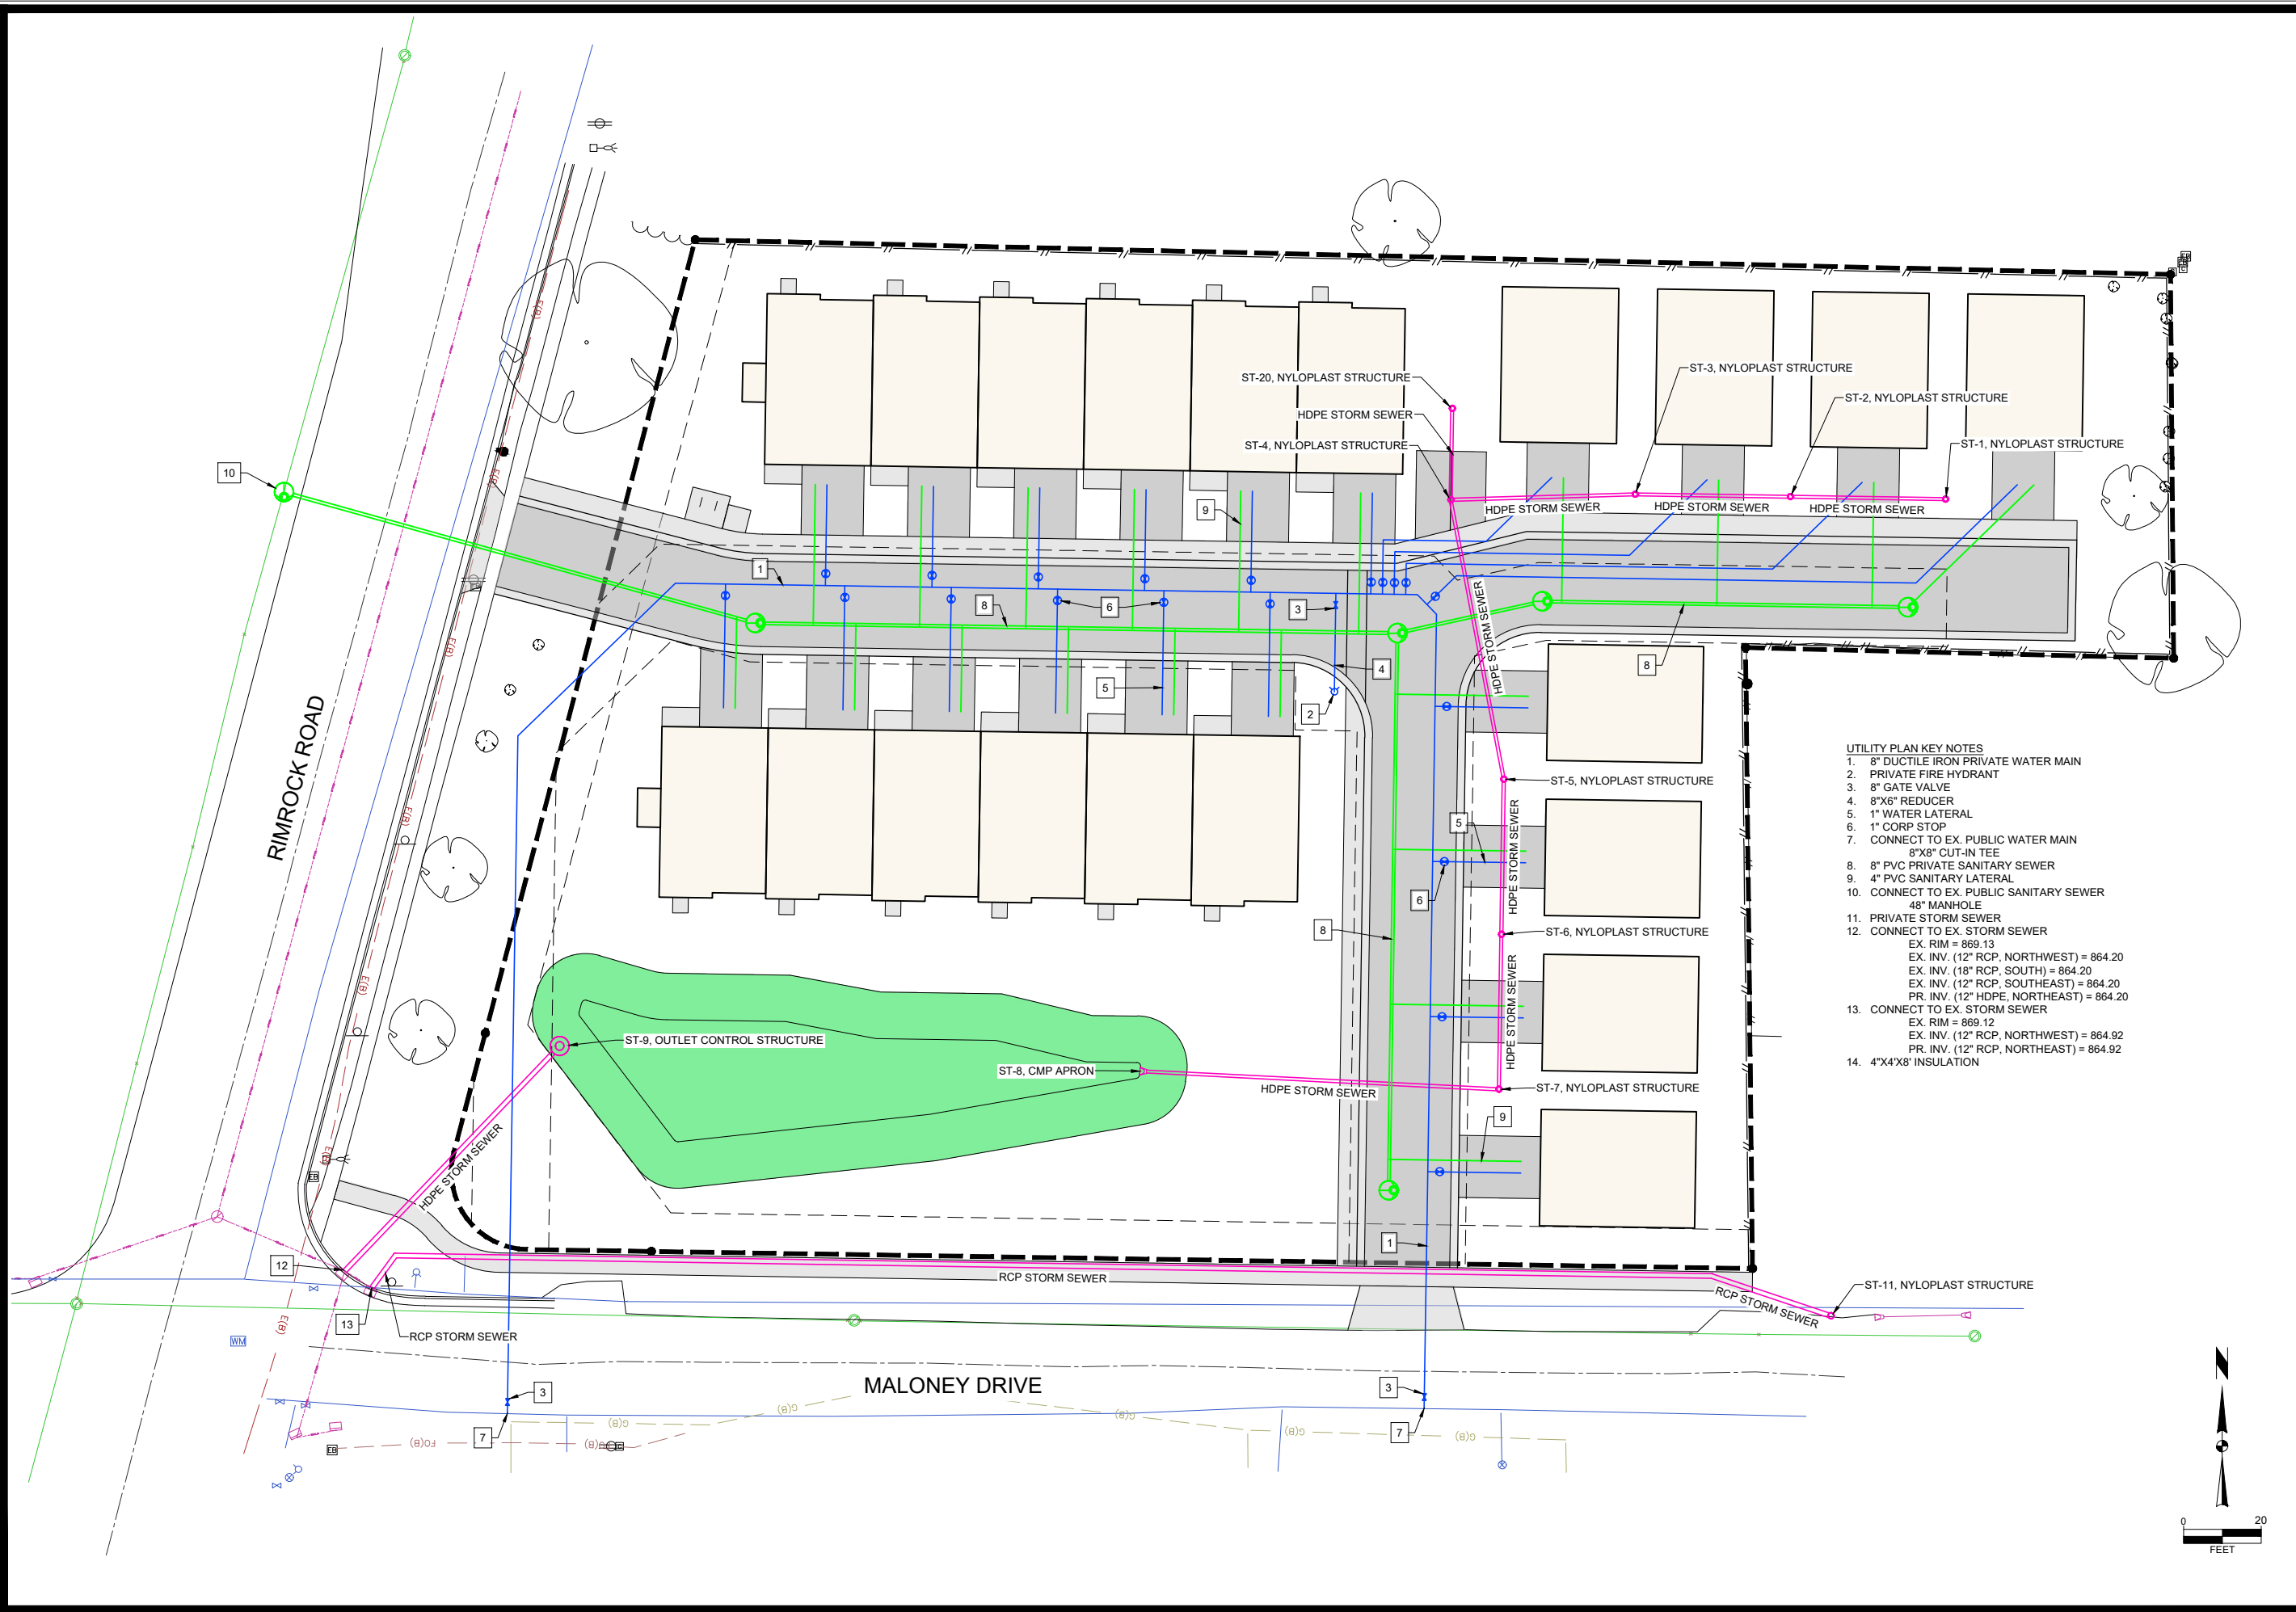 E(B)
E(B)
10
ST-20, NYLOPLAST STRUCTURE
HDPE STORM SEWER
ST-4, NYLOPLAST STRUCTURE
ST-3, NYLOPLAST STRUCTURE
ST-2, NYLOPLAST STRUCTURE
ST-1, NYLOPLAST STRUCTURE
9
HDPE STORM SEWER
HDPE STORM SEWER
HDPE STORM SEWER
1
8
6
3
HDPE STORM SEWER
4
8
5
2
E(B)
RIMROCK ROAD
E(B)
ST-5, NYLOPLAST STRUCTURE
5
HDPE STORM SEWER
6
8
ST-6, NYLOPLAST STRUCTURE
UTILITY PLAN KEY NOTES
1. 8" DUCTILE IRON PRIVATE WATER MAIN
2. PRIVATE FIRE HYDRANT
3. 8" GATE VALVE
4. 8"X6" REDUCER
5. 1" WATER LATERAL
6. 1" CORP STOP
7. CONNECT TO EX. PUBLIC WATER MAIN
8"X8" CUT-IN TEE
8. 8" PVC PRIVATE SANITARY SEWER
9. 4" PVC SANITARY LATERAL
10. CONNECT TO EX. PUBLIC SANITARY SEWER
48" MANHOLE
11. PRIVATE STORM SEWER
12. CONNECT TO EX. STORM SEWER
EX. RIM = 869.13
EX. INV. (12" RCP, NORTHWEST) = 864.20
EX. INV. (18" RCP, SOUTH) = 864.20
EX. INV. (12" RCP, SOUTHEAST) = 864.20
PR. INV. (12" HDPE, NORTHEAST) = 864.20
13. CONNECT TO EX. STORM SEWER
EX. RIM = 869.12
EX. INV. (12" RCP, NORTHWEST) = 864.92
PR. INV. (12" RCP, NORTHEAST) = 864.92
14. 4"X4'X8' INSULATION
E(B)
ST-9, OUTLET CONTROL STRUCTURE
ST-8, CMP APRON
HDPE STORM SEWER
HDPE STORM SEWER
ST-7, NYLOPLAST STRUCTURE
9
E(B)
EB
HDPE STORM SEWER
1
12
RCP STORM SEWER
ST-11, NYLOPLAST STRUCTURE
RCP STORM SEWER
13
E(B)
RCP STORM SEWER
WM
MALONEY DRIVE
3
3
7
7
G(B)
G(B)
G(B)
G(B)
G(B)
EB
FO(B)
N
0 20
FEET